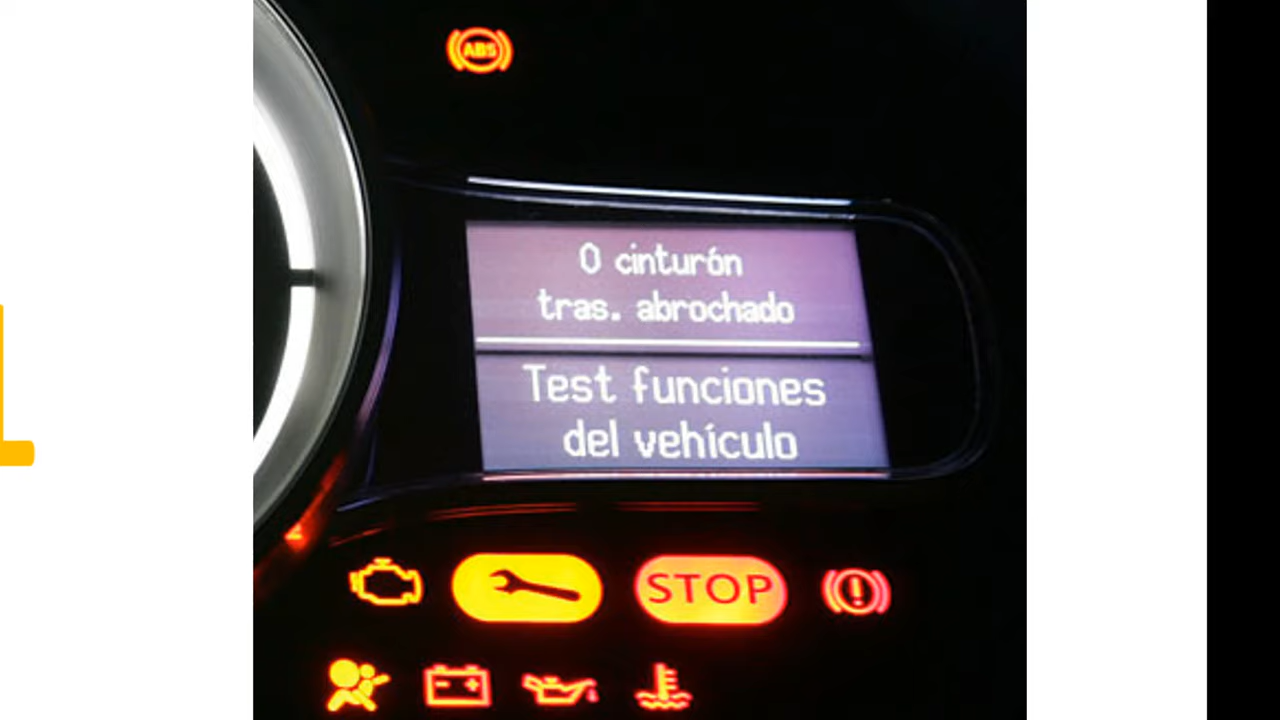 ABS
0 cinturón
tras. abrochado
Test funciones
del vehículo
STOP